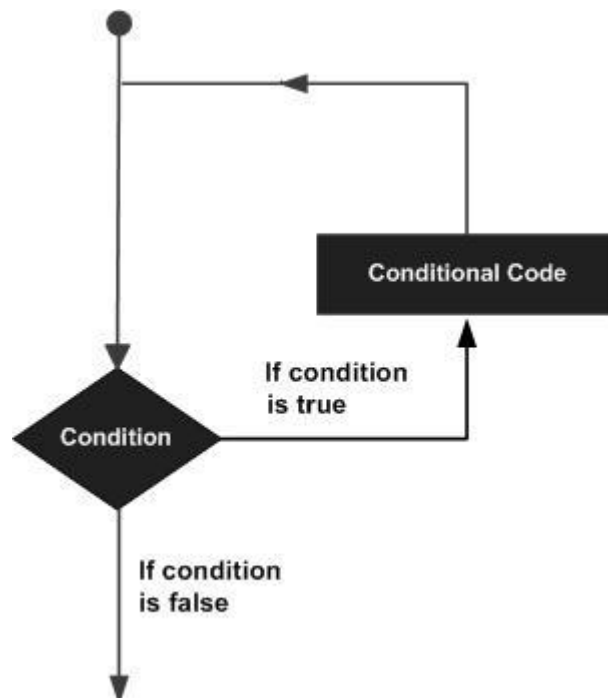 Conditional Code
If condition
is true
Condition
If condition
is false